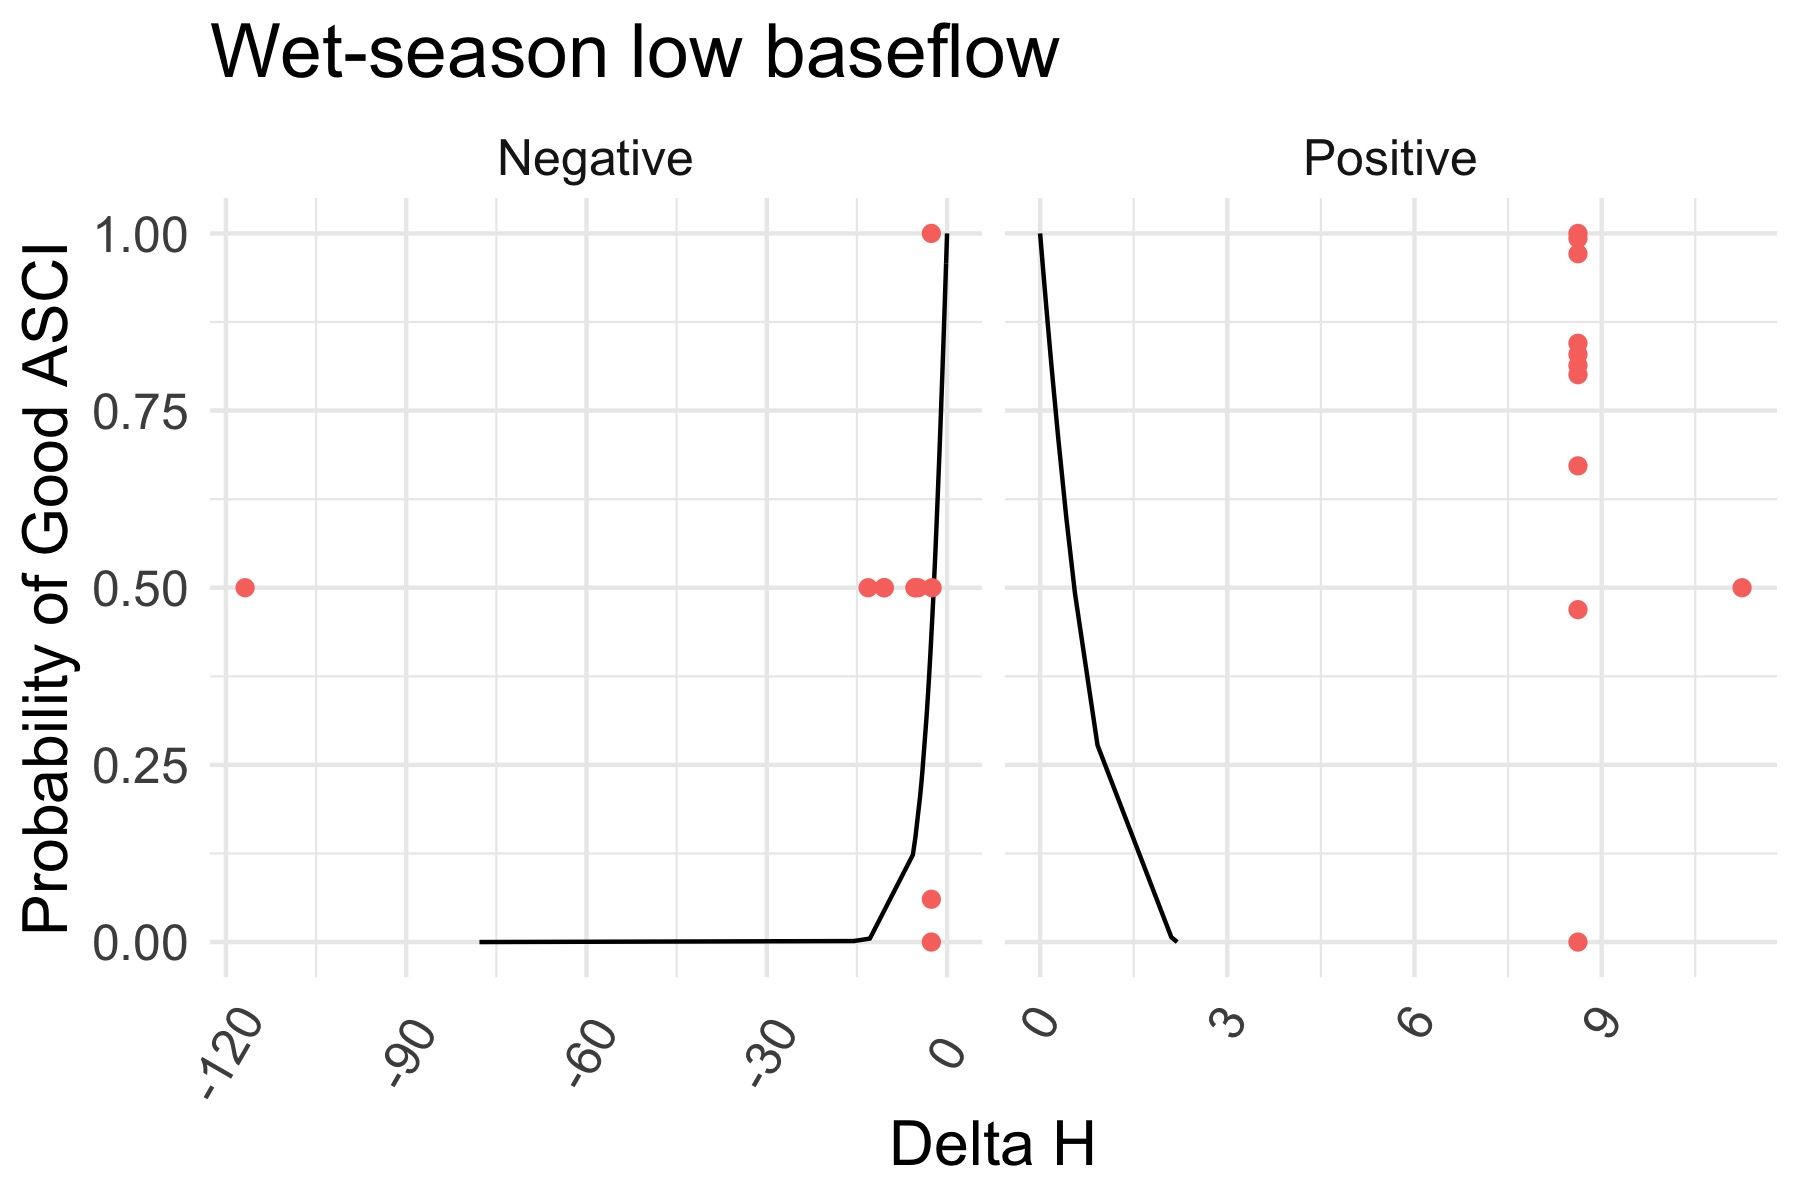 Wet-season low baseflow
Negative
Positive
Probability of Good ASCI
1.00
0.75
0.50
0.25
0.00
-120
-90
-60
-30
0
0
3
6
9
Delta H